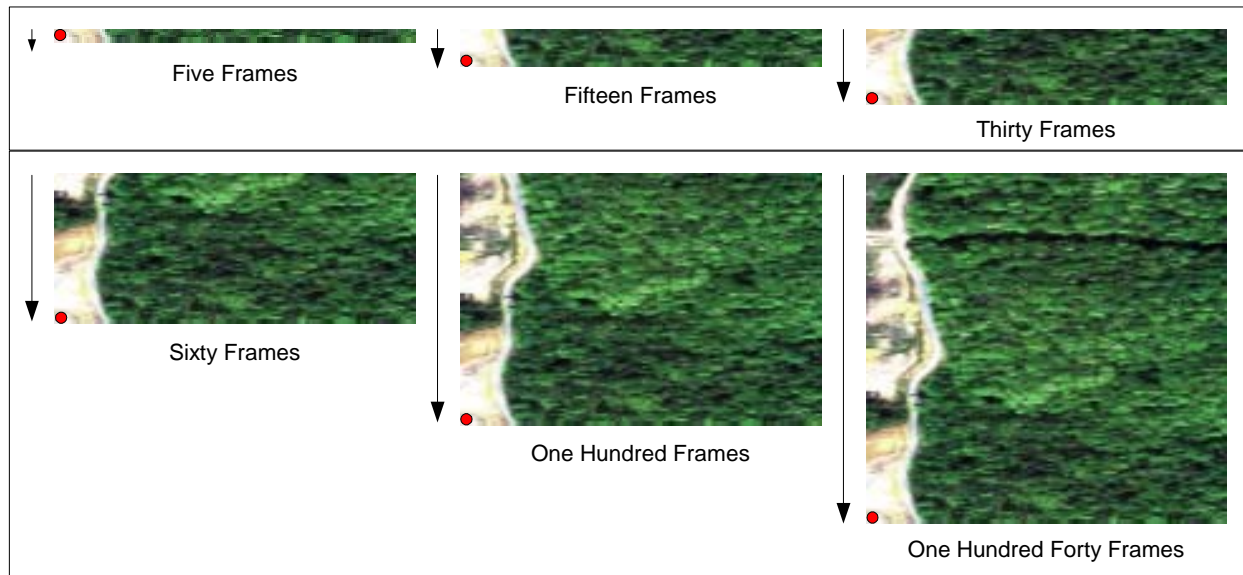 Five Frames
Fifteen Frames
Thirty Frames
Sixty Frames
One Hundred Frames
One Hundred Forty Frames